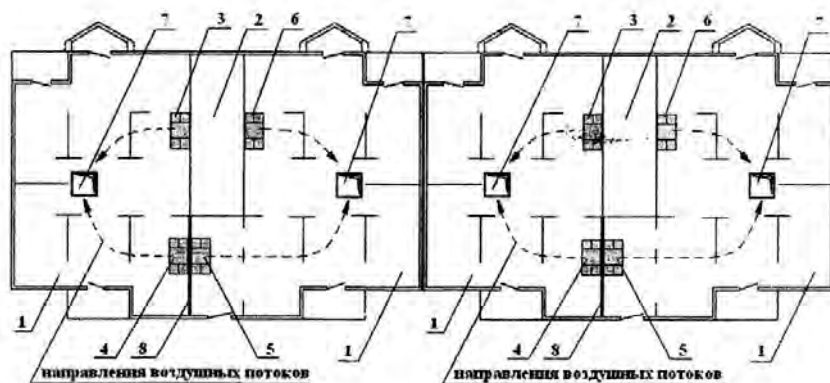 7 3 2 6 7 3 2 6 7
1 4 8 5 1 1 4 8 5 1
направления воздушных потоков направления воздушных потоков